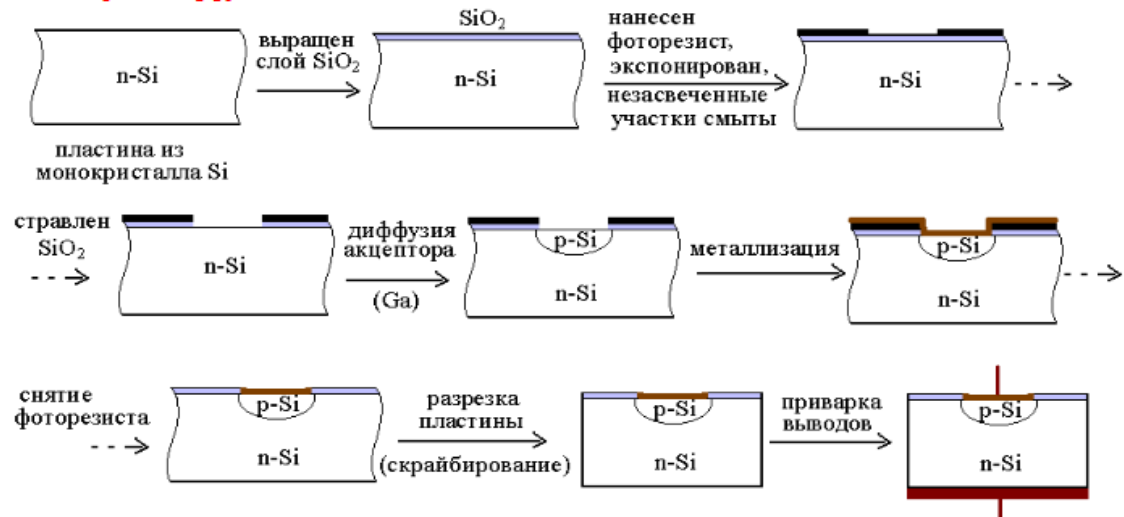 n-Si
выращен
слой SiO₂
SiO₂
n-Si
нанесен
фоторезист,
экспонирован,
незасвеченные
участки смыты
n-Si
пластина из
монокристалла Si
стравлен
SiO₂
n-Si
диффузия
акцептора
(Ga)
p-Si
n-Si
металлизация
p-Si
n-Si
снятие
фоторезиста
p-Si
n-Si
разрезка
пластины
(скрайбирование)
p-Si
n-Si
приварка
выводов
p-Si
n-Si